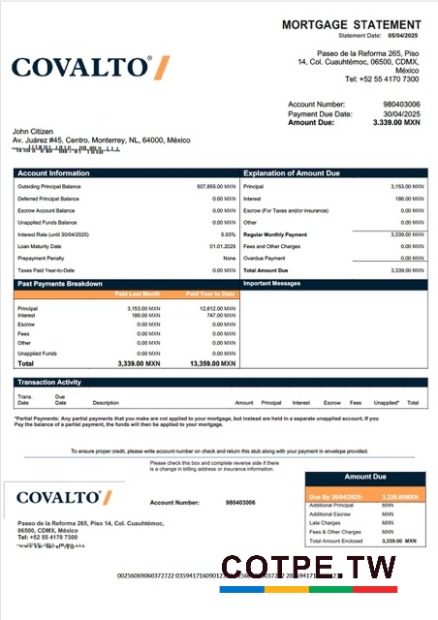 MORTGAGE STATEMENT
Statement Date: 05/04/2025
COVALTO
Paseo de la Reforma 265, Piso
14, Col. Cuauhtémoc, 06500, CDMX,
México
Tel: +52 55 4170 7300
Account Number: 980403006
Payment Due Date: 30/04/2025
Amount Due: 3.339.00 MXN
John Citizen
Av. Juárez #45, Centro. Monterrey, NL, 64000, México
Account Information
Outsiding Principal Balance 507,855.00 MXN
Deferred Principal Balance 0.00 MXN
Escrow Account Balance 0.00 MXN
Unapplied Funds Balance 0.00 MXN
Interest Rate (until 30/04/2025)
Loan Maturity Date 01.01.2025
Prepayment Penalty None
Taxes Paid Year-to-Date 0.00 MXN
Explanation of Amount Due
Principal 3,153.00 MXN
Interest 186.00 MXN
Escrow (For Taxes and/or insurance) 0.00 MXN
Other 0.00 MXN
Regular Monthly Payment 3,339.00 MXN
Fees and Other Charges 0.00 MXN
Overdue Payment 0.00 MXN
Total Amount Due 3,339.00 MXN
Past Payments Breakdown
Paid Last Month Paid Year to Date
Principal 3,153.00 MXN 12,612.00 MXN
Interest 186.00 MXN 747.00 MXN
Escrow 0.00 MXN 0.00 MXN
Fees 0.00 MXN 0.00 MXN
Other 0.00 MXN 0.00 MXN
Unapplied Funds 0.00 MXN 0.00 MXN
Total 3,339.00 MXN 13,359.00 MXN
Important Messages
Transaction Activity
Trans. Date Due Date Description Amount Principal Interest Escrow Fees Unapplied* Total
*Partial Payments: Any partial payments that you make are not applied to your mortgage, but instead are held in a separate unapplied account. If you
Pay the balance of a partial payment, the funds will then be applied to your mortgage.
To ensure proper credit, please write account number on check and return this stub along with your payment in envelope provided.
Please check this box and complete reverse side if there
is a change in billing address or insurance information.
COVALTO
Account Number: 980403006
Paseo de la Reforma 265, Piso 14, Col. Cuauhtémoc,
06500, CDMX, México
Tel: +52 55 4170 7300
Amount Due
Due By 30/04/2025: 3,339.00MXN
Additional Principal MXN
Additional Escrow MXN
Late Charges MXN
Fees & Other Charges MXN
Total Amount Enclosed 3,339.00 MXN
COTPE.TW